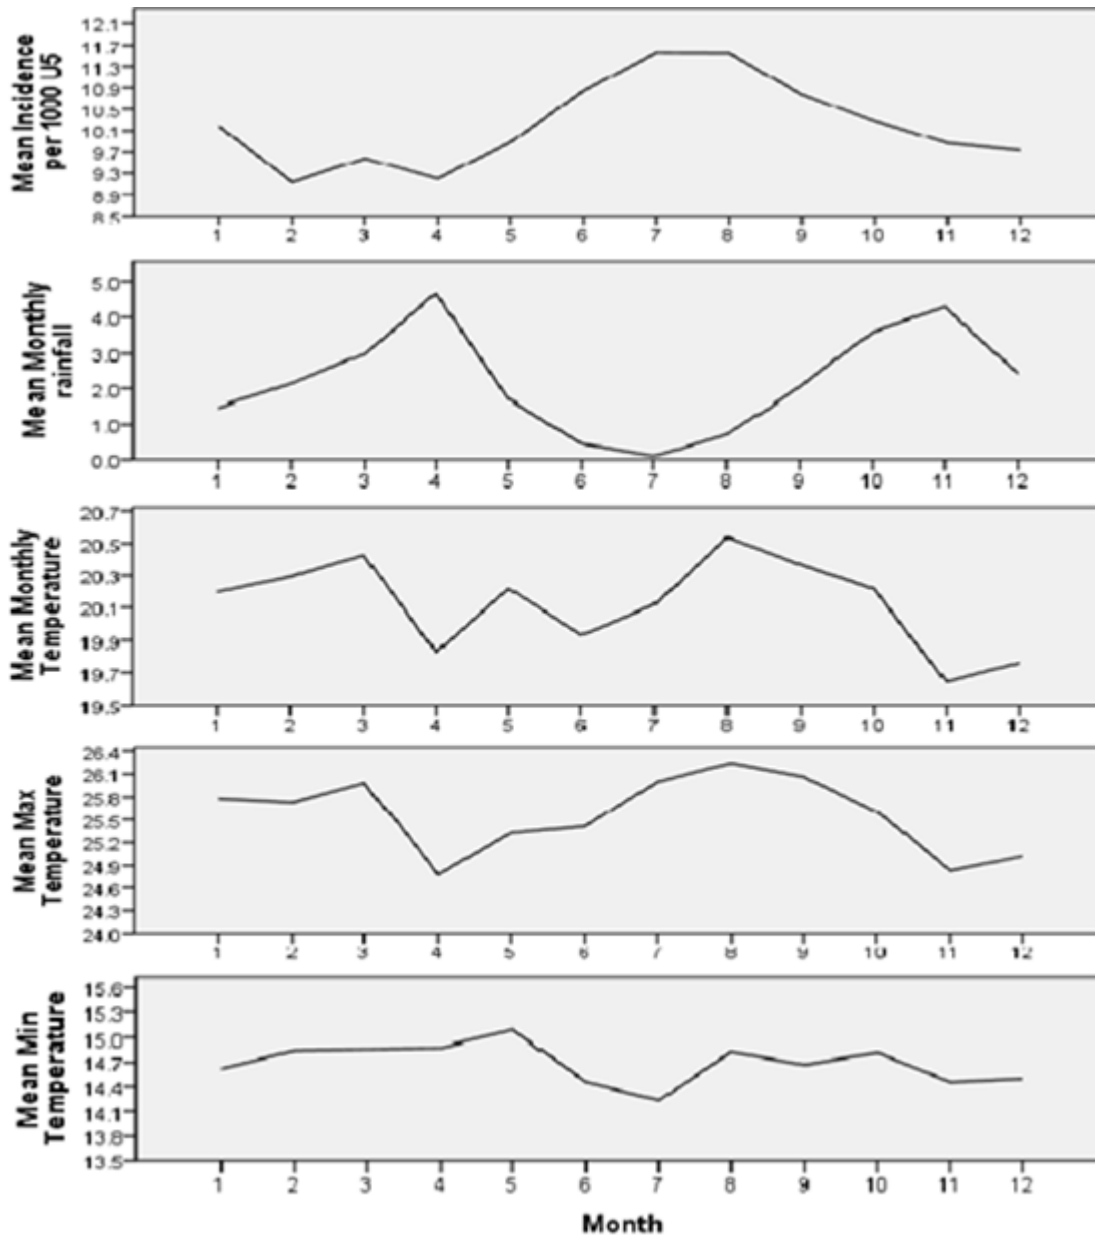 Mean Incidence
per 1000 U5
12.1
11.7
11.3
10.9
10.5
10.1
9.7
9.3
8.9
8.5
1 2 3 4 5 6 7 8 9 10 11 12
Mean Monthly
rainfall
5.0
4.0
3.0
2.0
1.0
0.0
1 2 3 4 5 6 7 8 9 10 11 12
Mean Monthly
Temperature
20.7
20.5
20.3
20.1
19.9
19.7
19.5
1 2 3 4 5 6 7 8 9 10 11 12
Mean Max
Temperature
26.4
26.1
25.8
25.5
25.2
24.9
24.6
24.3
24.0
1 2 3 4 5 6 7 8 9 10 11 12
Mean Min
Temperature
15.6
15.3
15.0
14.7
14.4
14.1
13.8
13.5
1 2 3 4 5 6 7 8 9 10 11 12
Month